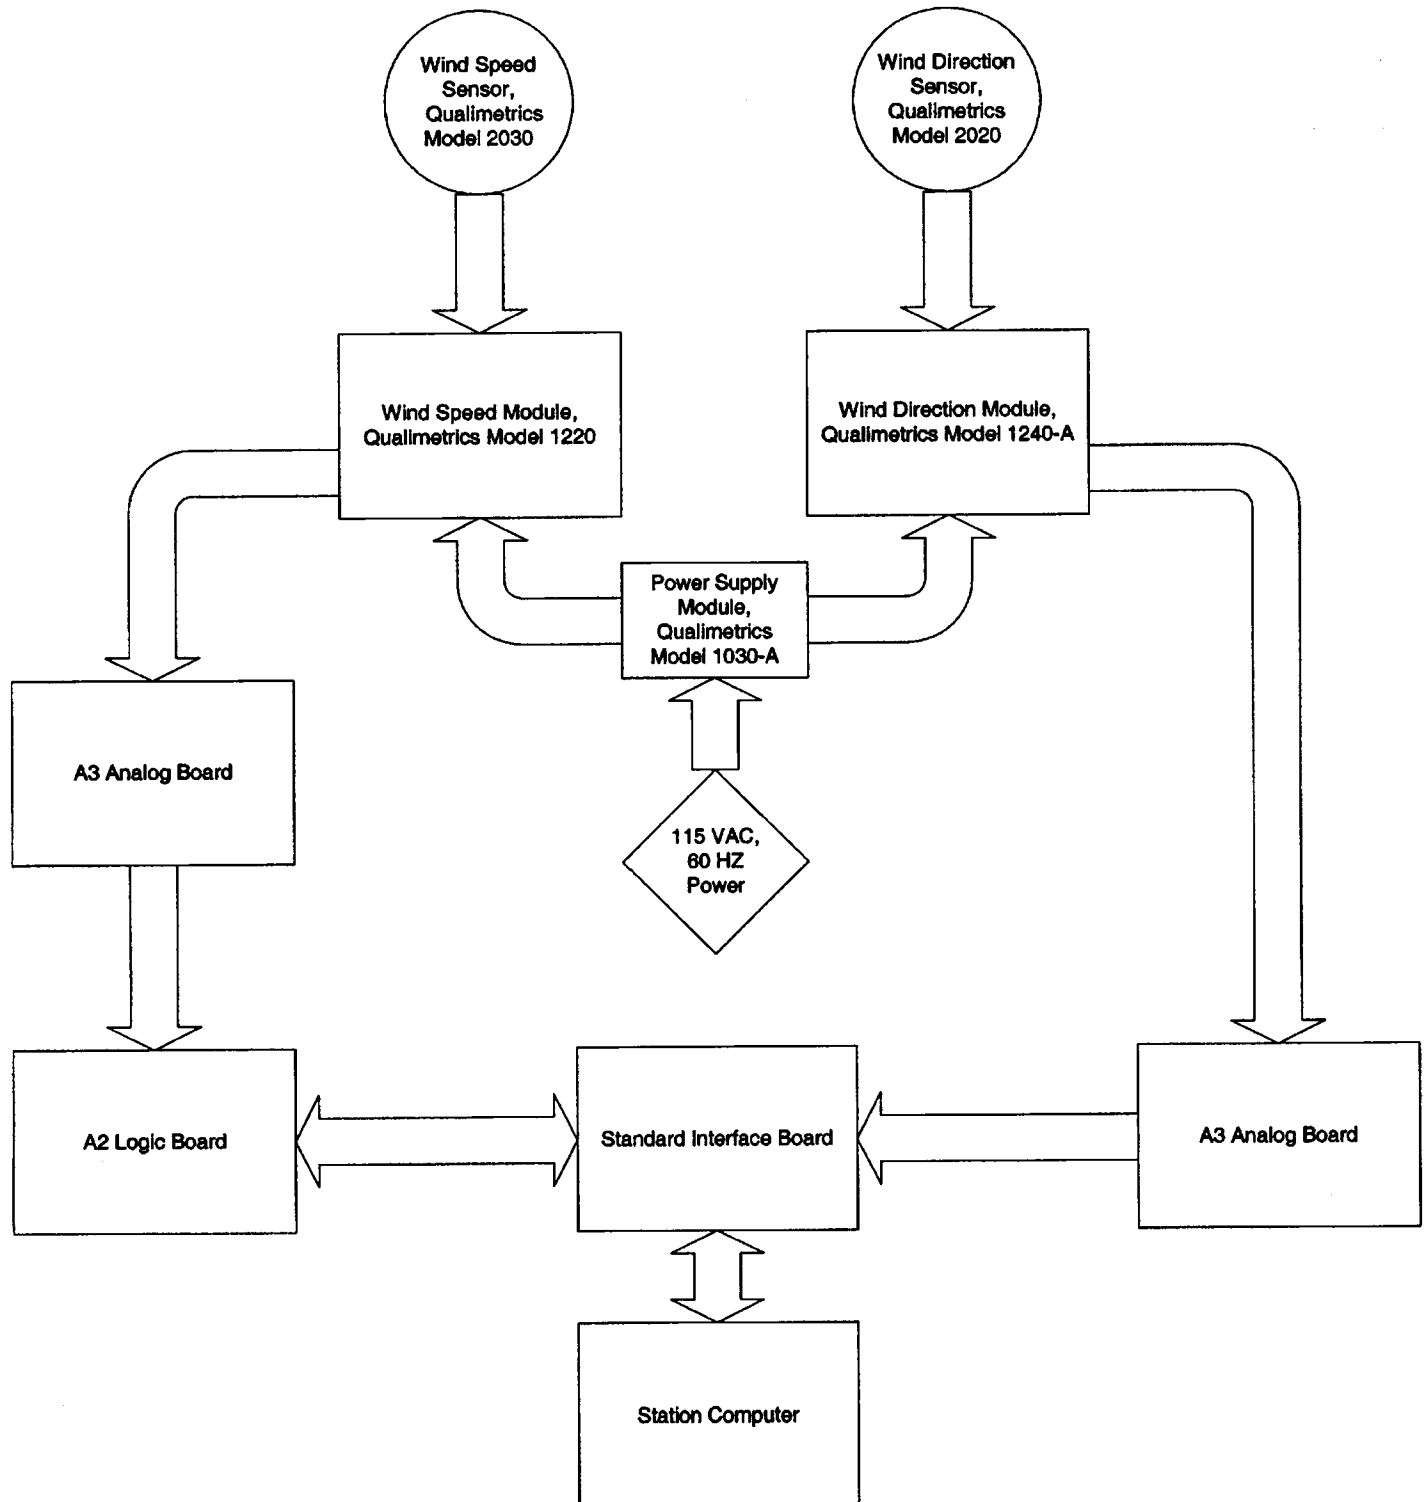 Wind Speed
Sensor,
Qualimetrics
Model 2030
Wind Direction
Sensor,
Qualimetrics
Model 2020
Wind Speed Module,
Qualimetrics Model 1220
Wind Direction Module,
Qualimetrics Model 1240-A
Power Supply
Module,
Qualimetrics
Model 1030-A
A3 Analog Board
115 VAC,
60 HZ
Power
A2 Logic Board
Standard Interface Board
A3 Analog Board
Station Computer